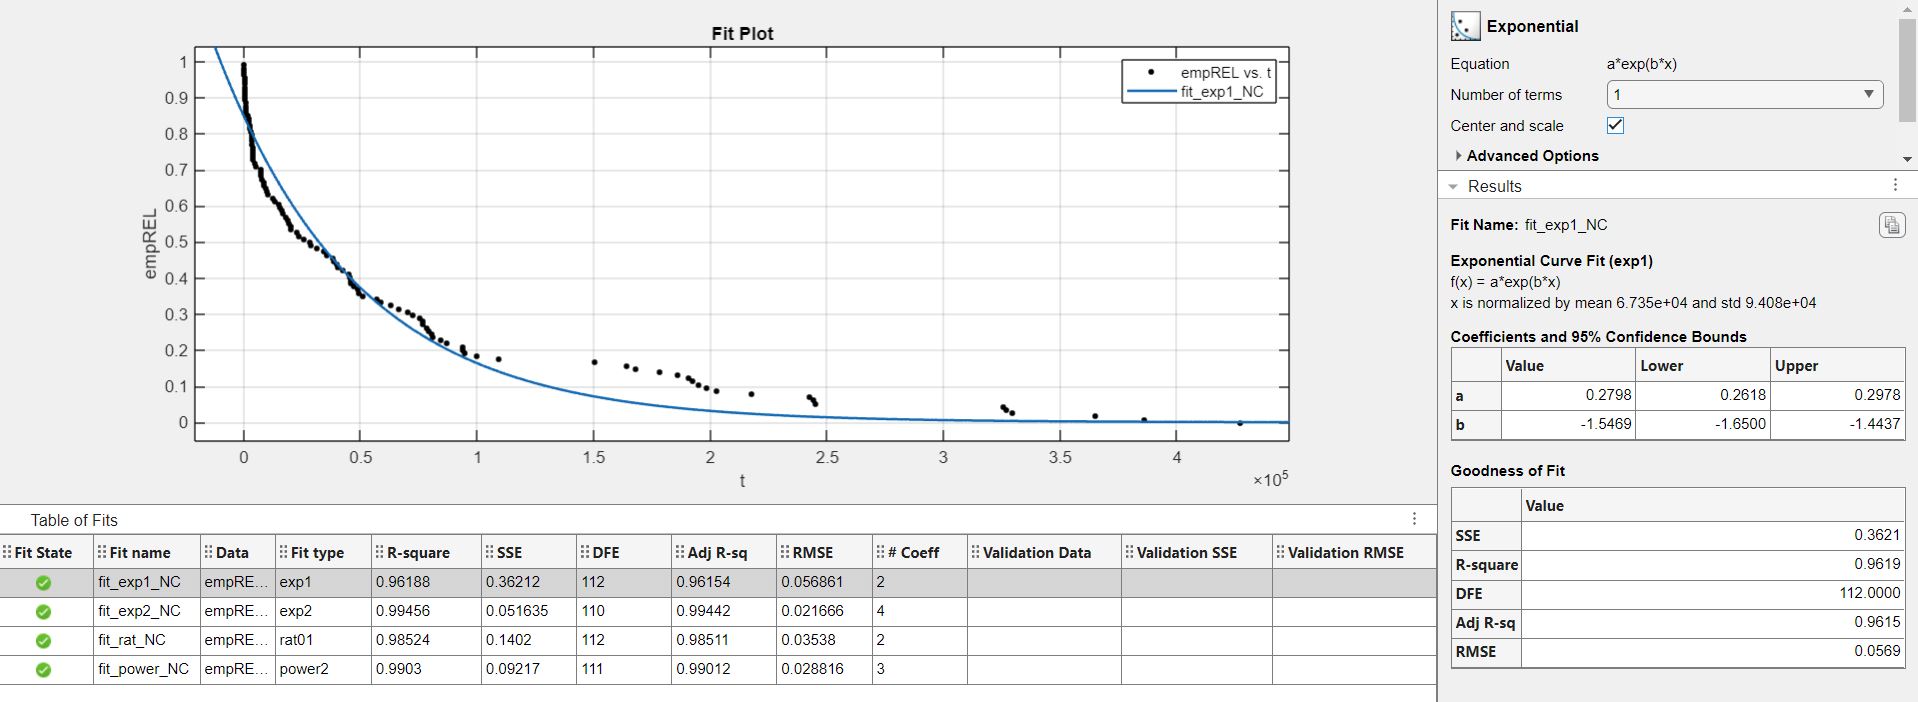 Fit Plot
1
0.9
0.8
0.7
0.6
0.5
0.4
0.3
0.2
0.1
0
empREL
0 0.5 1 1.5 2 2.5 3 3.5 4
t
×10⁵
empREL vs. t
fit_exp1_NC
Table of Fits
Fit State Fit name Data Fit type R-square SSE DFE Adj R-sq RMSE # Coeff Validation Data Validation SSE Validation RMSE
fit_exp1_NC empRE... exp1 0.96188 0.36212 112 0.96154 0.056861 2
fit_exp2_NC empRE... exp2 0.99456 0.051635 110 0.99442 0.021666 4
fit_rat_NC empRE... rat01 0.98524 0.1402 112 0.98511 0.03538 2
fit_power_NC empRE... power2 0.9903 0.09217 111 0.99012 0.028816 3
Exponential
Equation a*exp(b*x)
Number of terms 1
Center and scale
Advanced Options
Results
Fit Name: fit_exp1_NC
Exponential Curve Fit (exp1)
f(x) = a*exp(b*x)
x is normalized by mean 6.735e+04 and std 9.408e+04
Coefficients and 95% Confidence Bounds
Value Lower Upper
a 0.2798 0.2618 0.2978
b -1.5469 -1.6500 -1.4437
Goodness of Fit
Value
SSE 0.3621
R-square 0.9619
DFE 112.0000
Adj R-sq 0.9615
RMSE 0.0569